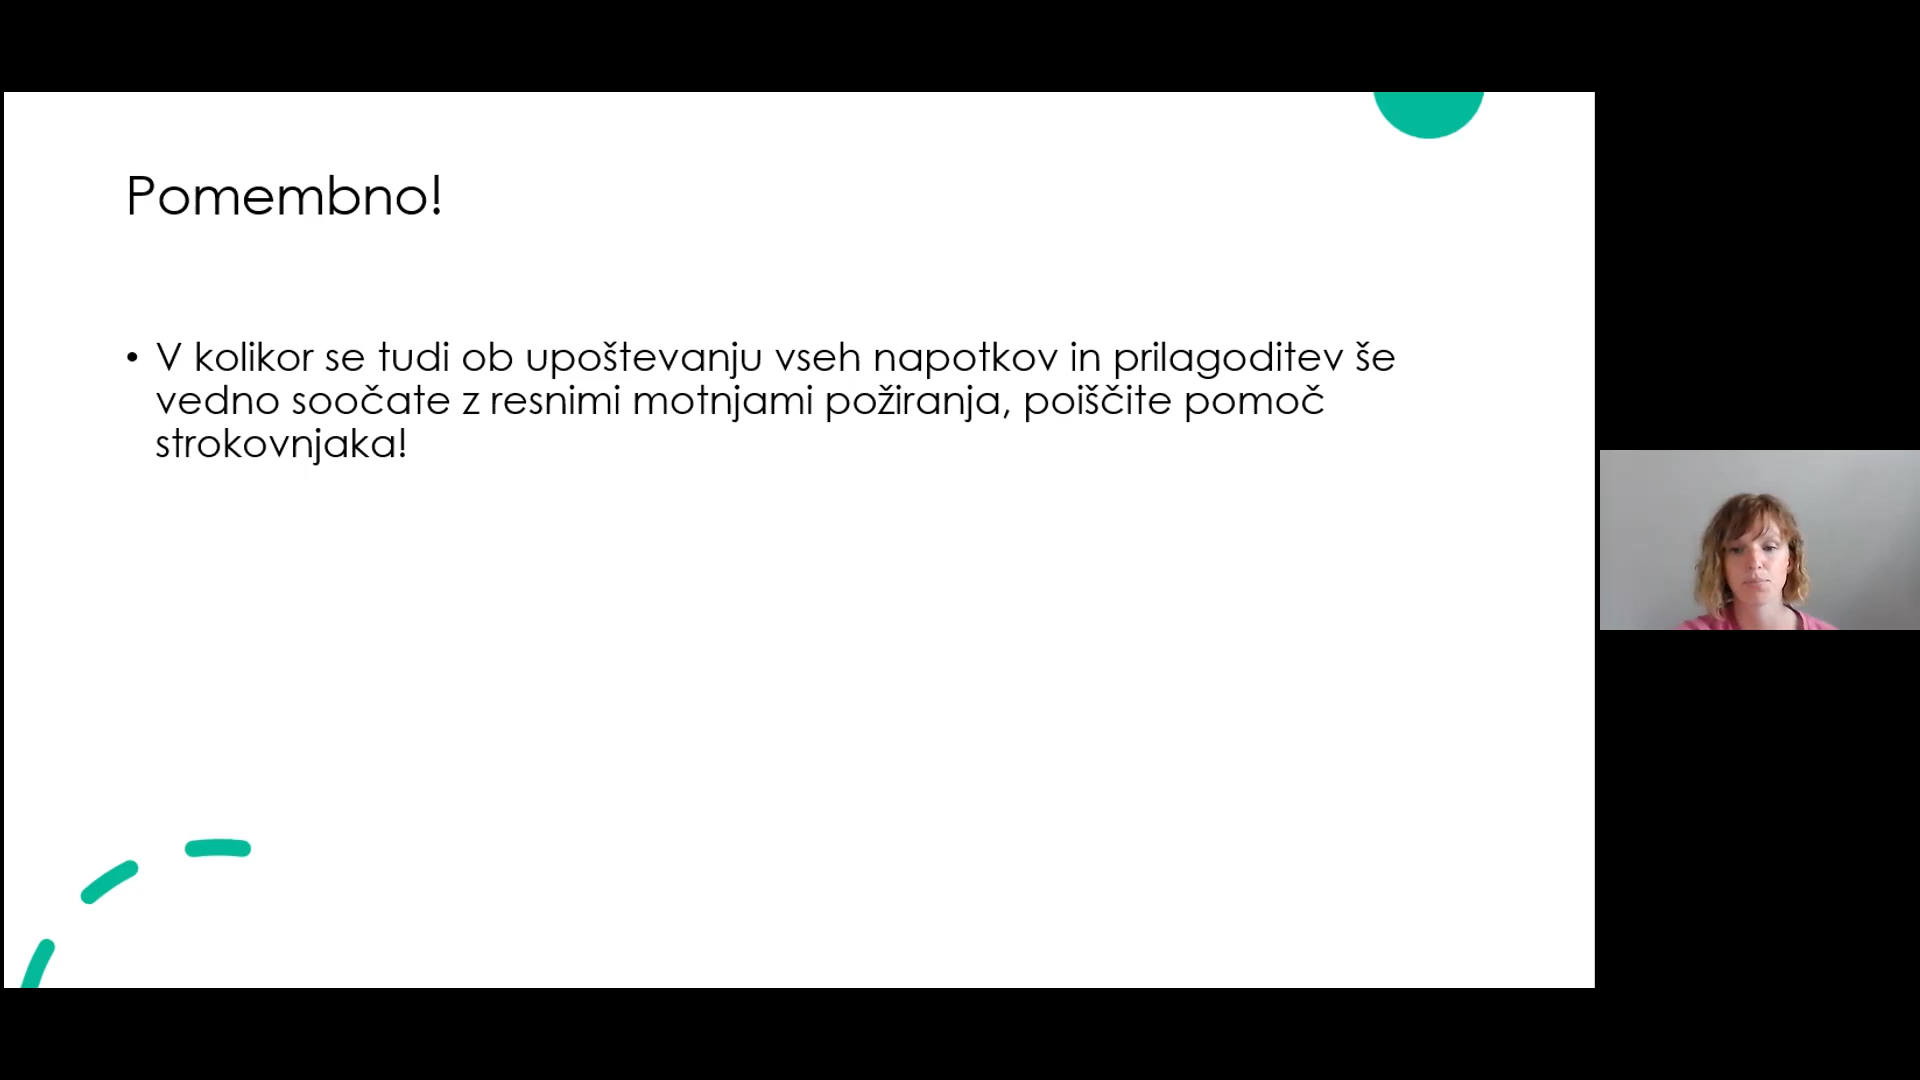 Pomembno!
• V kolikor se tudi ob upoštevanju vseh napotkov in prilagoditev še
vedno soočate z resnimi motnjami požiranja, poiščite pomoč
strokovnjaka!